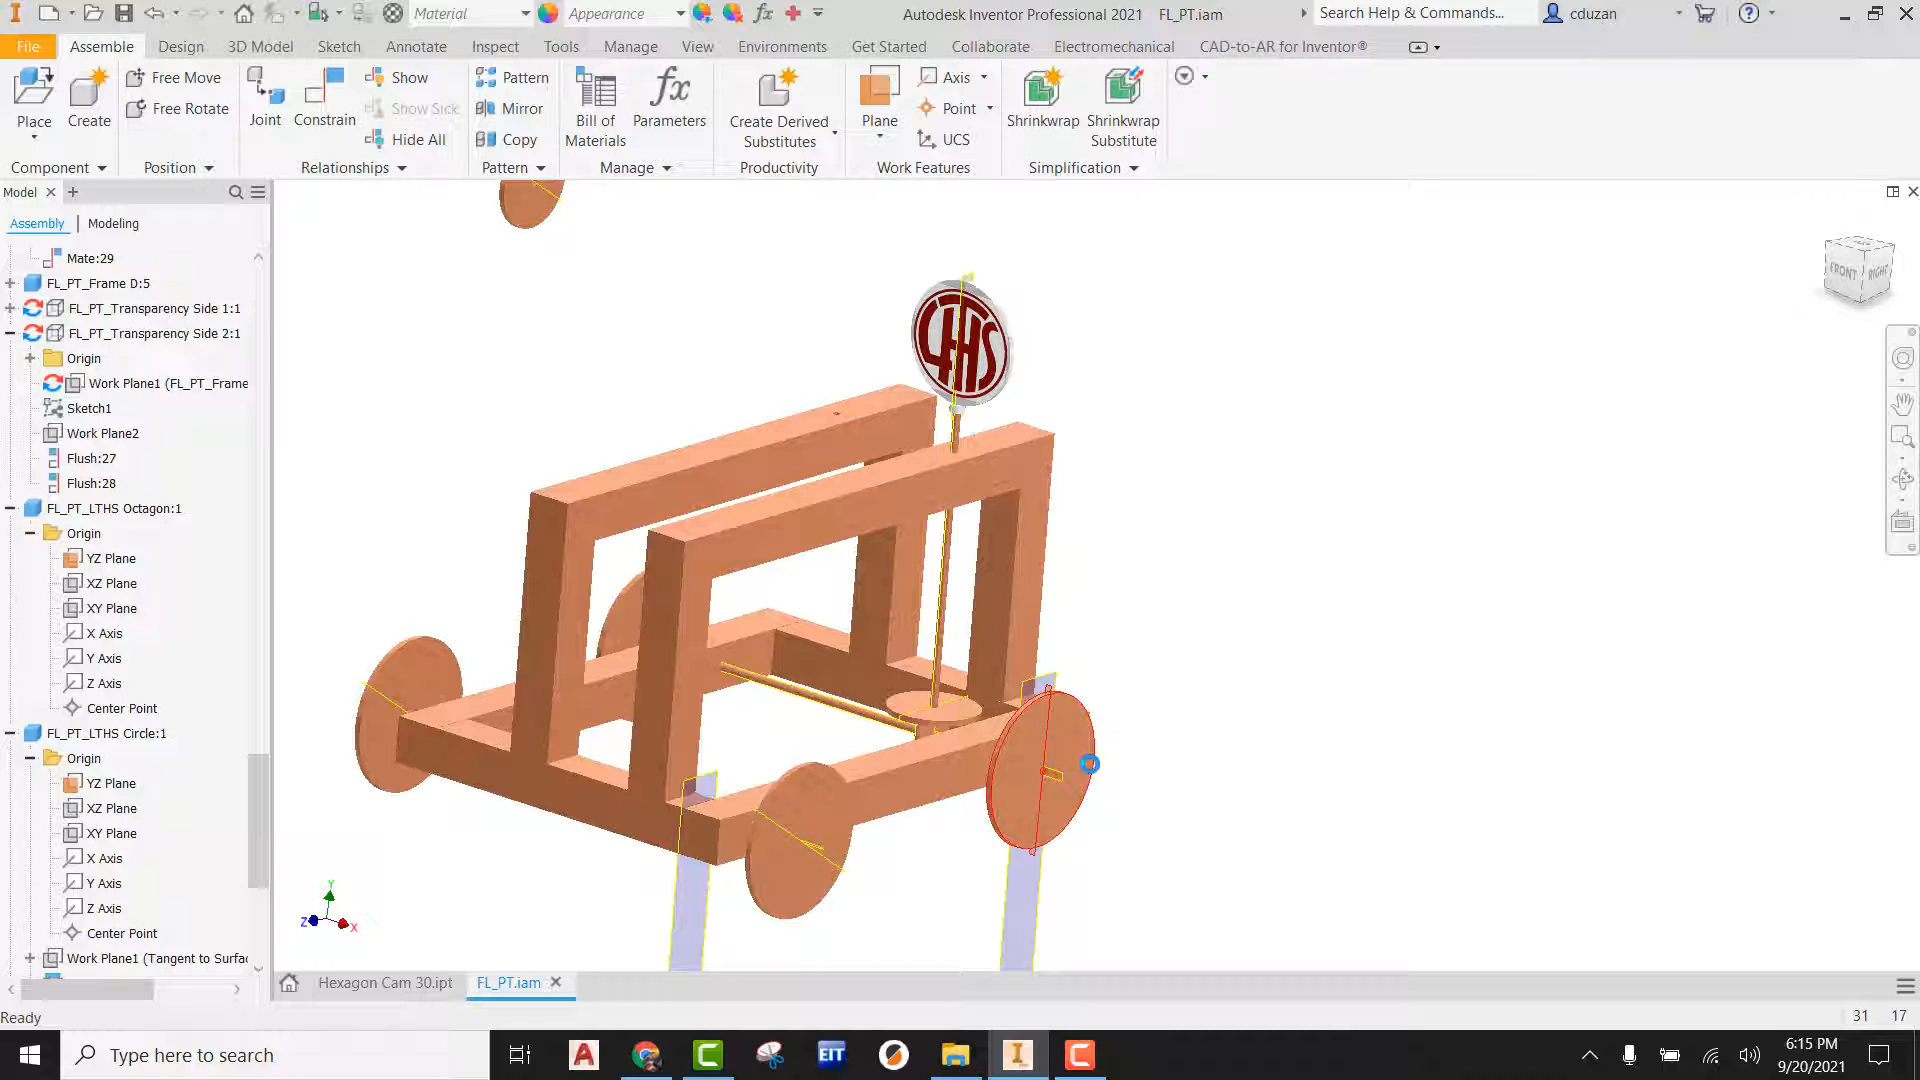 Material
Appearance
fx
Autodesk Inventor Professional 2021 FL_PT.iam
Search Help & Commands...
cduzan
File
Assemble
Design
3D Model
Sketch
Annotate
Inspect
Tools
Manage
View
Environments
Get Started
Collaborate
Electromechanical
CAD-to-AR for Inventor®
Place
Create
Free Move
Free Rotate
Joint
Constrain
Show
Show Sick
Hide All
Pattern
Mirror
Copy
Bill of
Materials
fx
Parameters
Create Derived
Substitutes
Plane
Axis
Point
UCS
Shrinkwrap
Shrinkwrap
Substitute
Component
Position
Relationships
Pattern
Manage
Productivity
Work Features
Simplification
Model
Assembly
Modeling
Mate:29
FL_PT_Frame D:5
FL_PT_Transparency Side 1:1
FL_PT_Transparency Side 2:1
Origin
Work Plane1 (FL_PT_Frame
Sketch1
Work Plane2
Flush:27
Flush:28
FL_PT_LTHS Octagon:1
Origin
YZ Plane
XZ Plane
XY Plane
X Axis
Y Axis
Z Axis
Center Point
FL_PT_LTHS Circle:1
Origin
YZ Plane
XZ Plane
XY Plane
X Axis
Y Axis
Z Axis
Center Point
Work Plane1 (Tangent to Surfa
LTHS
FRONT
RIGHT
Y
Z
X
Hexagon Cam 30.ipt
FL_PT.iam
Ready
31 17
Type here to search
A
EIT
I
C
6:15 PM
9/20/2021